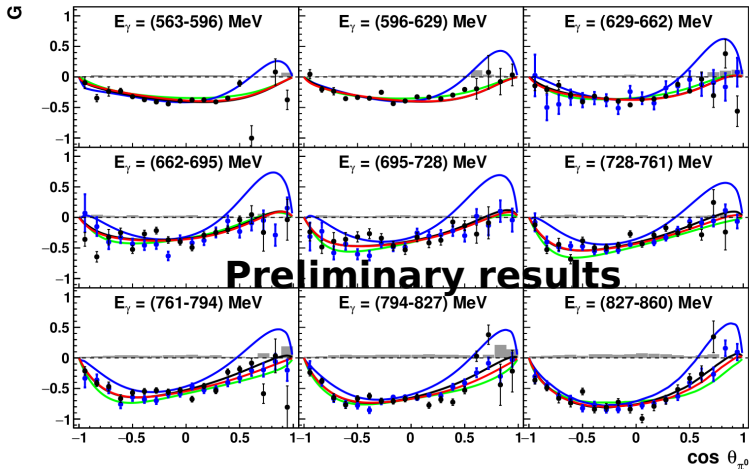 G
E_γ = (563-596) MeV E_γ = (596-629) MeV E_γ = (629-662) MeV
0.5
0
−0.5
−1
E_γ = (662-695) MeV E_γ = (695-728) MeV E_γ = (728-761) MeV
0.5
0
−0.5
−1
Preliminary results
E_γ = (761-794) MeV E_γ = (794-827) MeV E_γ = (827-860) MeV
0.5
0
−0.5
−1
−1 −0.5 0 0.5 1 −1 −0.5 0 0.5 1 −1 −0.5 0 0.5 1
cos θ_π⁰